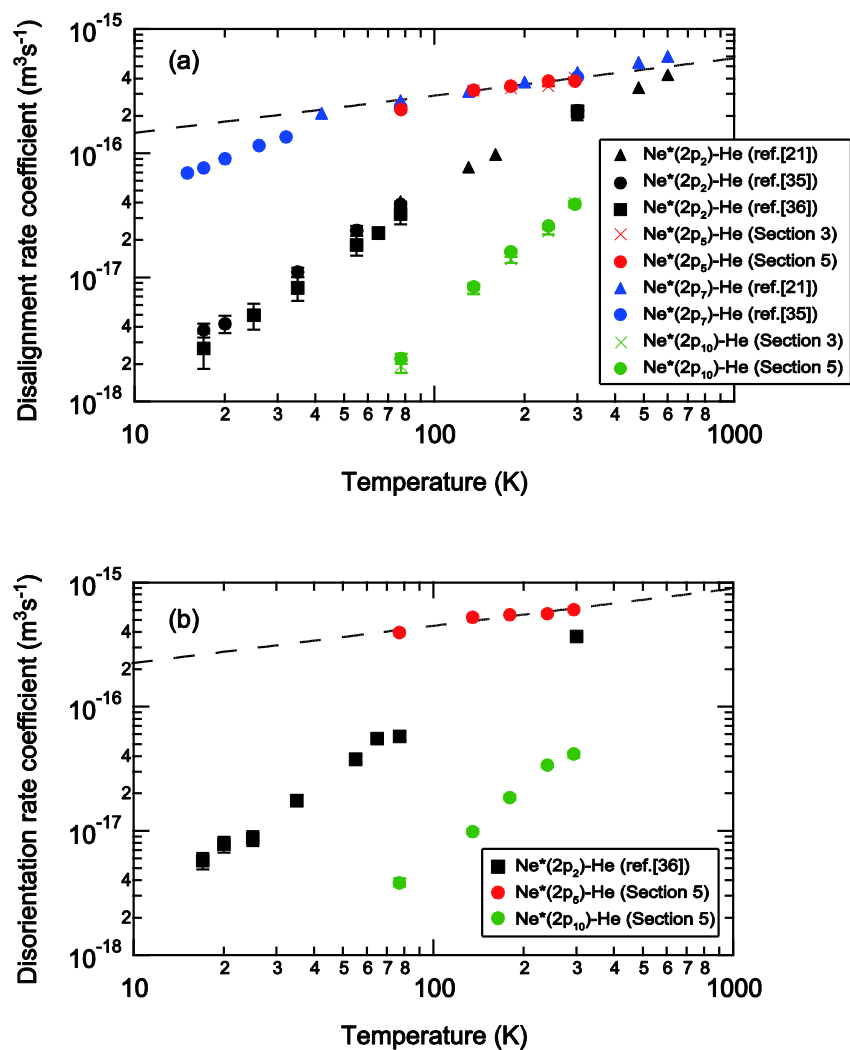 (a)
Disalignment rate coefficient (m³s⁻¹)
10⁻¹⁵
4
2
10⁻¹⁶
4
2
10⁻¹⁷
4
2
10⁻¹⁸
Ne*(2p₂)-He (ref.[21])
Ne*(2p₂)-He (ref.[35])
Ne*(2p₂)-He (ref.[36])
Ne*(2p₅)-He (Section 3)
Ne*(2p₅)-He (Section 5)
Ne*(2p₇)-He (ref.[21])
Ne*(2p₇)-He (ref.[35])
Ne*(2p₁₀)-He (Section 3)
Ne*(2p₁₀)-He (Section 5)
10 2 3 4 5 6 7 8 100 2 3 4 5 6 7 8 1000
Temperature (K)
(b)
Disorientation rate coefficient (m³s⁻¹)
10⁻¹⁵
4
2
10⁻¹⁶
4
2
10⁻¹⁷
4
2
10⁻¹⁸
Ne*(2p₂)-He (ref.[36])
Ne*(2p₅)-He (Section 5)
Ne*(2p₁₀)-He (Section 5)
10 2 3 4 5 6 7 8 100 2 3 4 5 6 7 8 1000
Temperature (K)